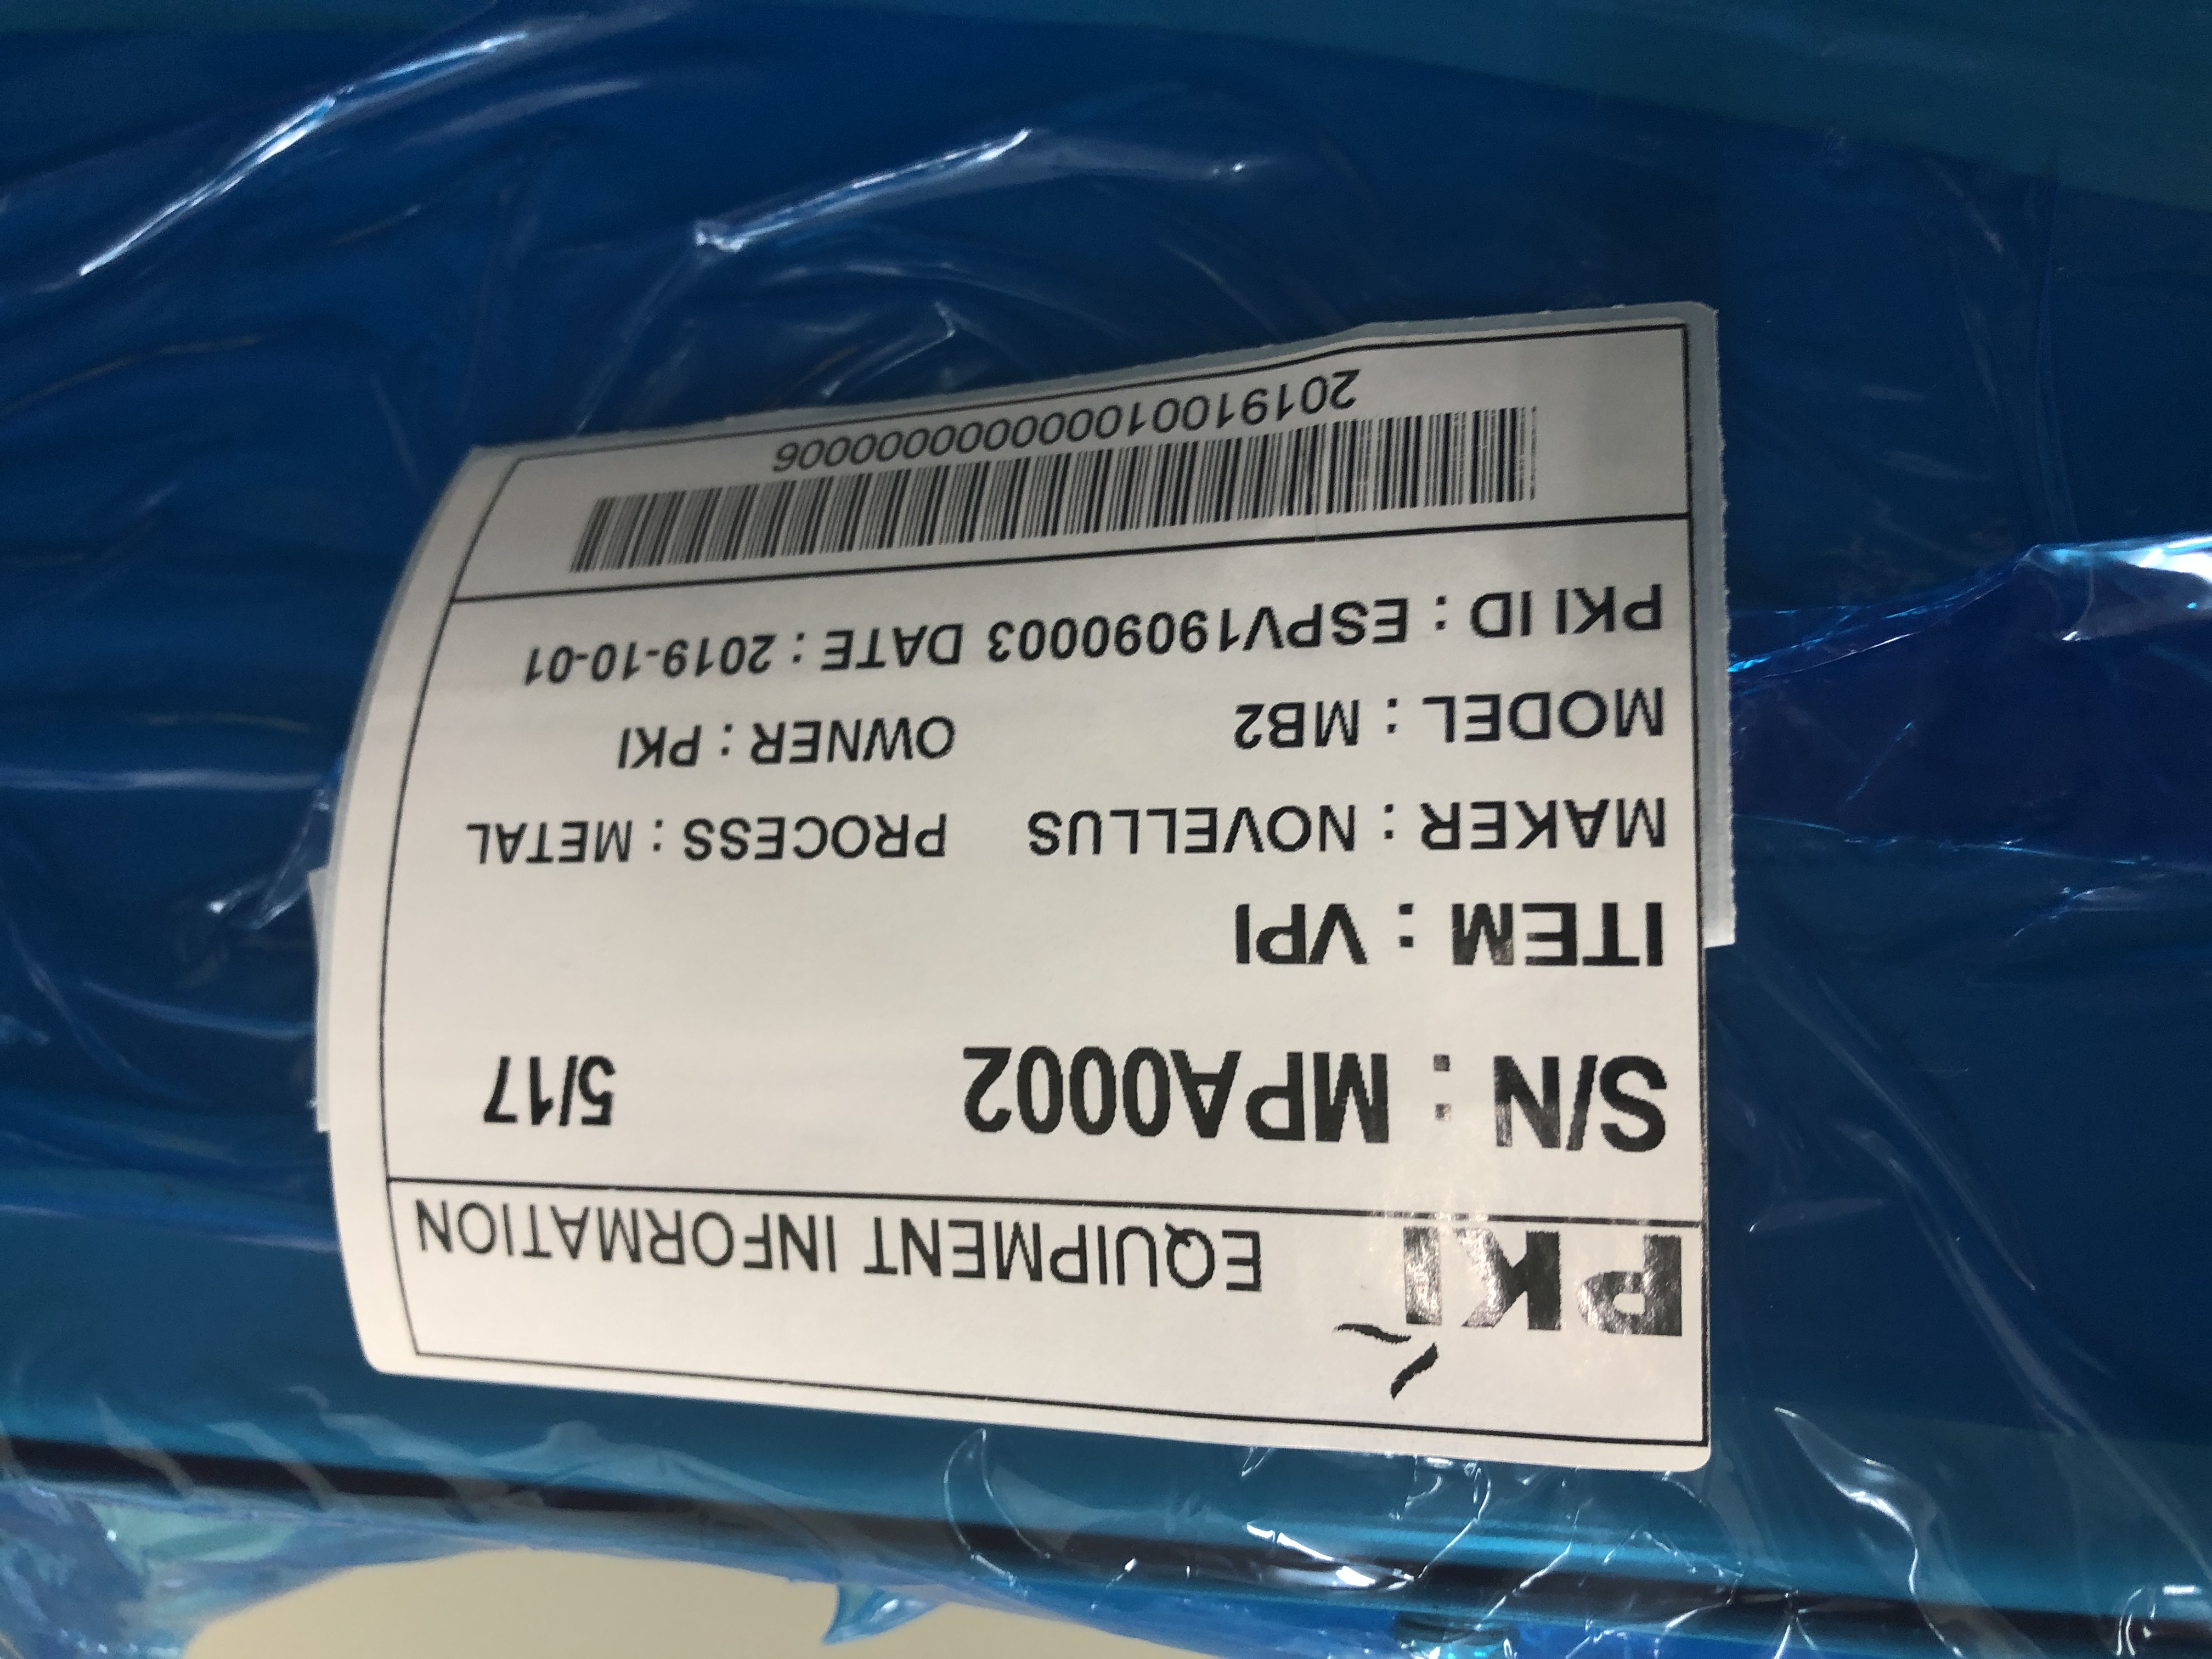 PKI EQUIPMENT INFORMATION
S/N : MPA0002 5/17
ITEM : VPI
MAKER : NOVELLUS PROCESS : METAL
MODEL : MB2 OWNER : PKI
PKI ID : ESPV19090003 DATE : 2019-10-01
20191001000000000006